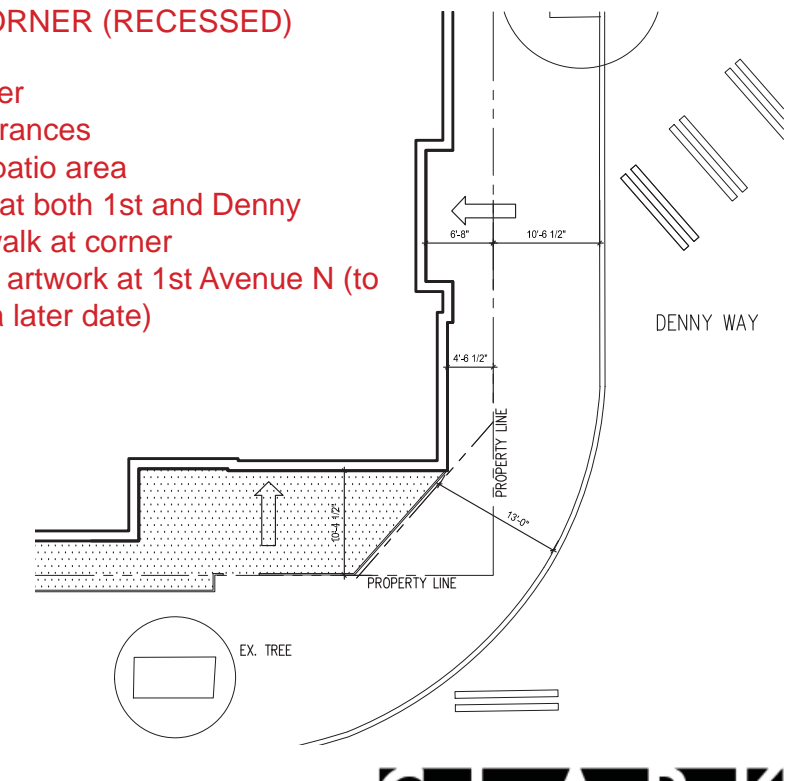 ORNER (RECESSED)
er
rances
patio area
at both 1st and Denny
walk at corner
artwork at 1st Avenue N (to
a later date)
6'-8"
10'-6 1/2"
DENNY WAY
4'-6 1/2"
PROPERTY LINE
10'-4 1/2"
13'-0"
PROPERTY LINE
EX. TREE